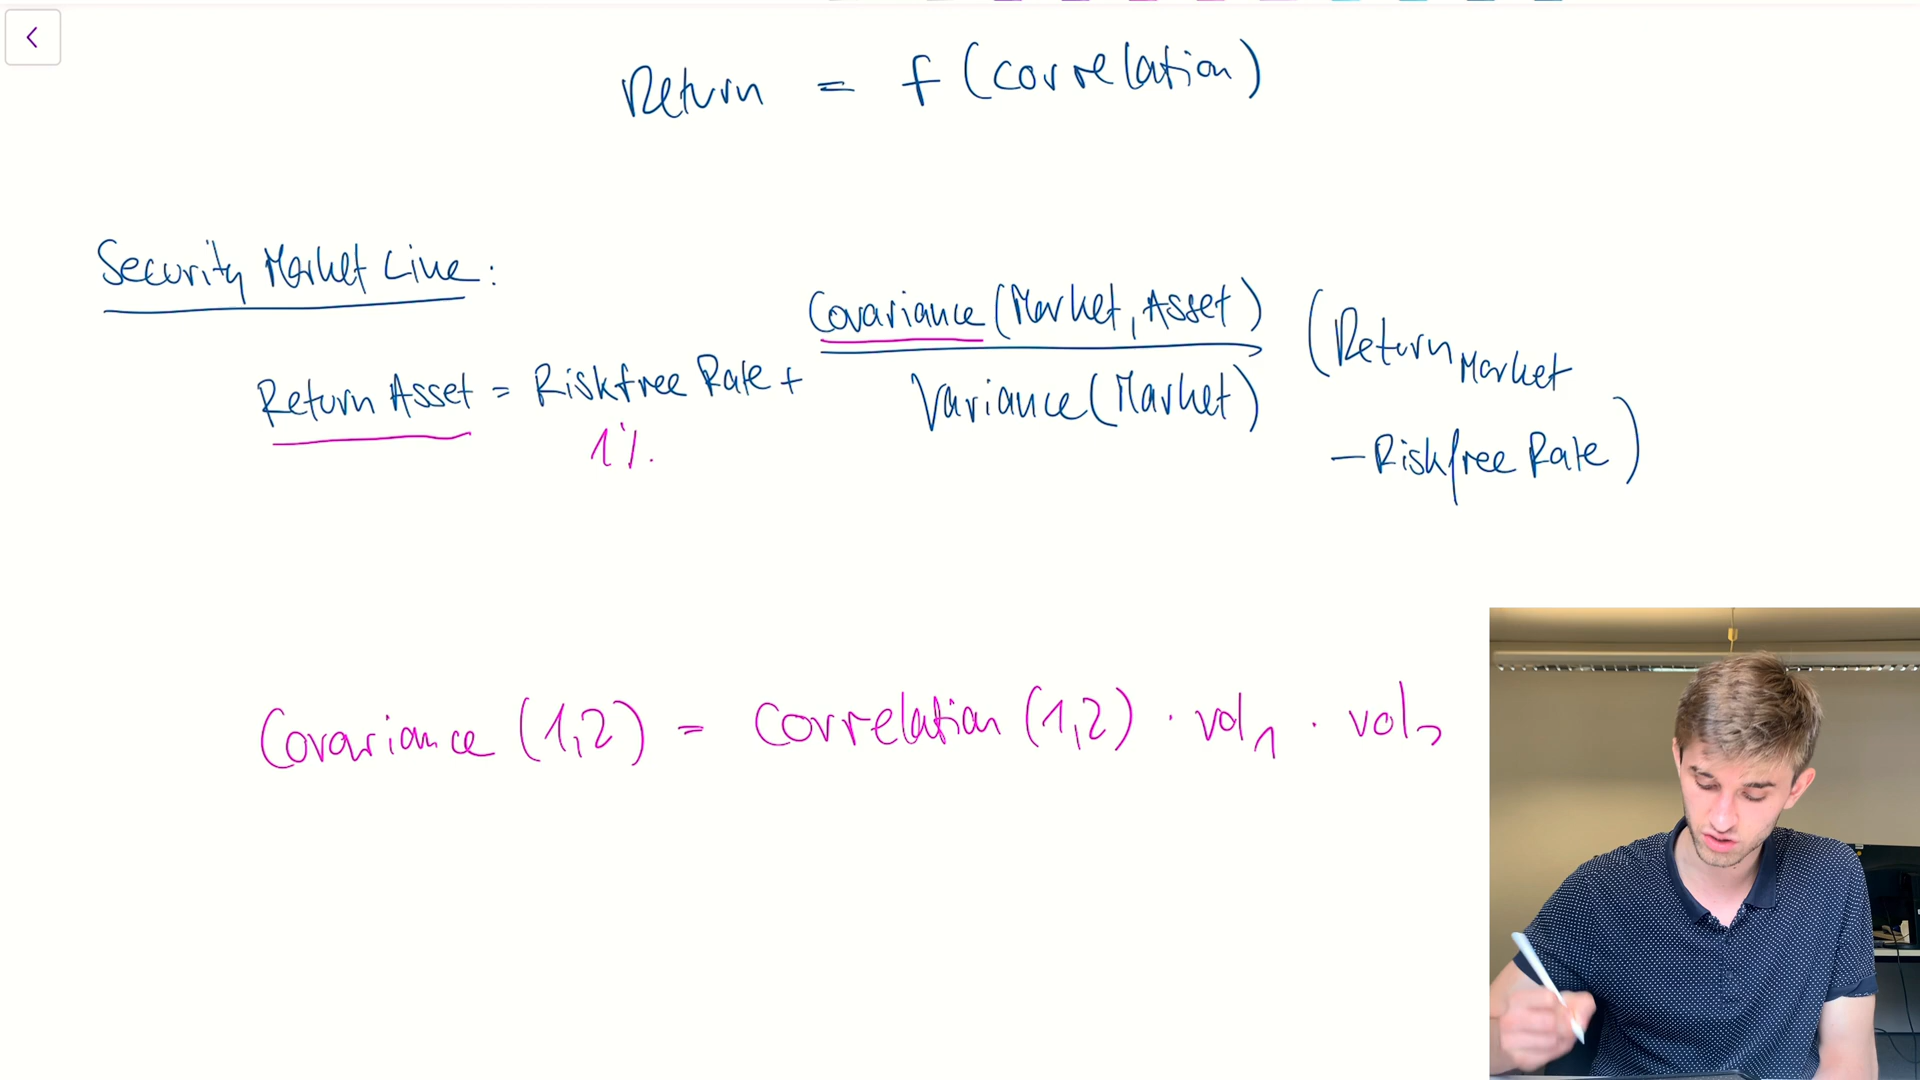 Return = f (correlation)
Security Market Line:
Return Asset = Riskfree Rate + Covariance (Market, Asset) / Variance (Market) (Return Market
1%.
- Riskfree Rate)
Covariance (1,2) = Correlation (1,2) · vol1 · vol2